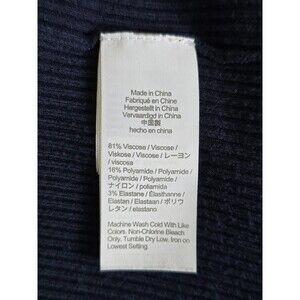 Made in China
Fabriqué en Chine
Hergestellt in China
Vervaardigd in China
中国製
hecho en china
81% Viscose / Viscose /
Viskose / Viscose / レーヨン
/ viscosa
16% Polyamide / Polyamide /
Polyamid / Polyamide /
ナイロン / poliamida
3% Elastane / Élasthanne /
Elastan / Elastaan / ポリウ
レタン / elastano
Machine Wash Cold With Like
Colors. Non-Chlorine Bleach
Only. Tumble Dry Low. Iron on
Lowest Setting.